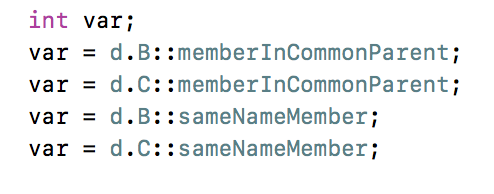 int var;
var = d.B::memberInCommonParent;
var = d.C::memberInCommonParent;
var = d.B::sameNameMember;
var = d.C::sameNameMember;